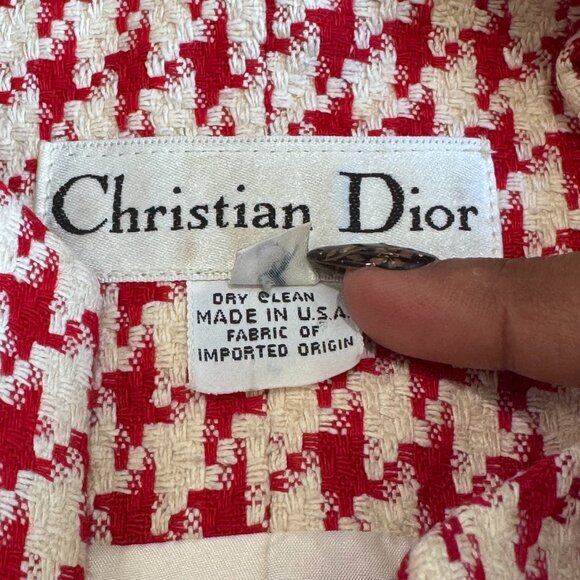 Christian Dior
DRY CLEAN
MADE IN U.S.A.
FABRIC OF
IMPORTED ORIGIN